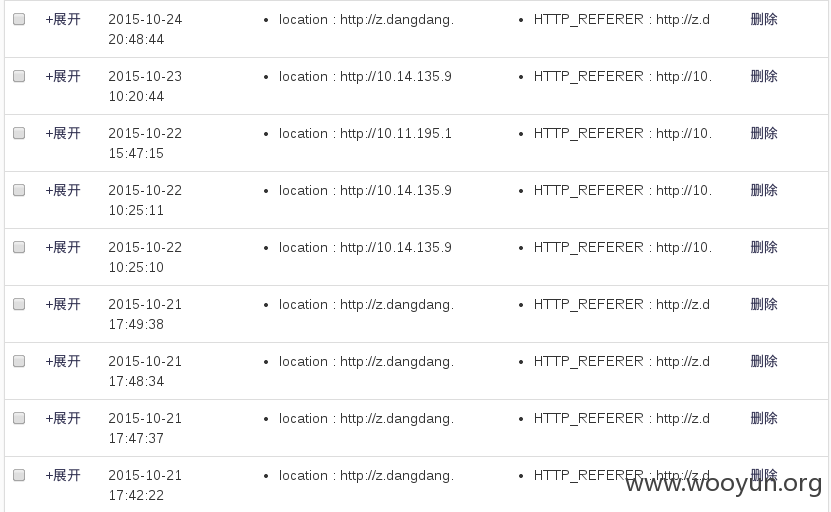 +展开 2015-10-24 • location : http://z.dangdang. • HTTP_REFERER : http://z.d 删除
20:48:44
+展开 2015-10-23 • location : http://10.14.135.9 • HTTP_REFERER : http://10. 删除
10:20:44
+展开 2015-10-22 • location : http://10.11.195.1 • HTTP_REFERER : http://10. 删除
15:47:15
+展开 2015-10-22 • location : http://10.14.135.9 • HTTP_REFERER : http://10. 删除
10:25:11
+展开 2015-10-22 • location : http://10.14.135.9 • HTTP_REFERER : http://10. 删除
10:25:10
+展开 2015-10-21 • location : http://z.dangdang. • HTTP_REFERER : http://z.d 删除
17:49:38
+展开 2015-10-21 • location : http://z.dangdang. • HTTP_REFERER : http://z.d 删除
17:48:34
+展开 2015-10-21 • location : http://z.dangdang. • HTTP_REFERER : http://z.d 删除
17:47:37
+展开 2015-10-21 • location : http://z.dangdang. • HTTP_REFERER : http://z.d 删除
17:42:22
www.wooyun.org